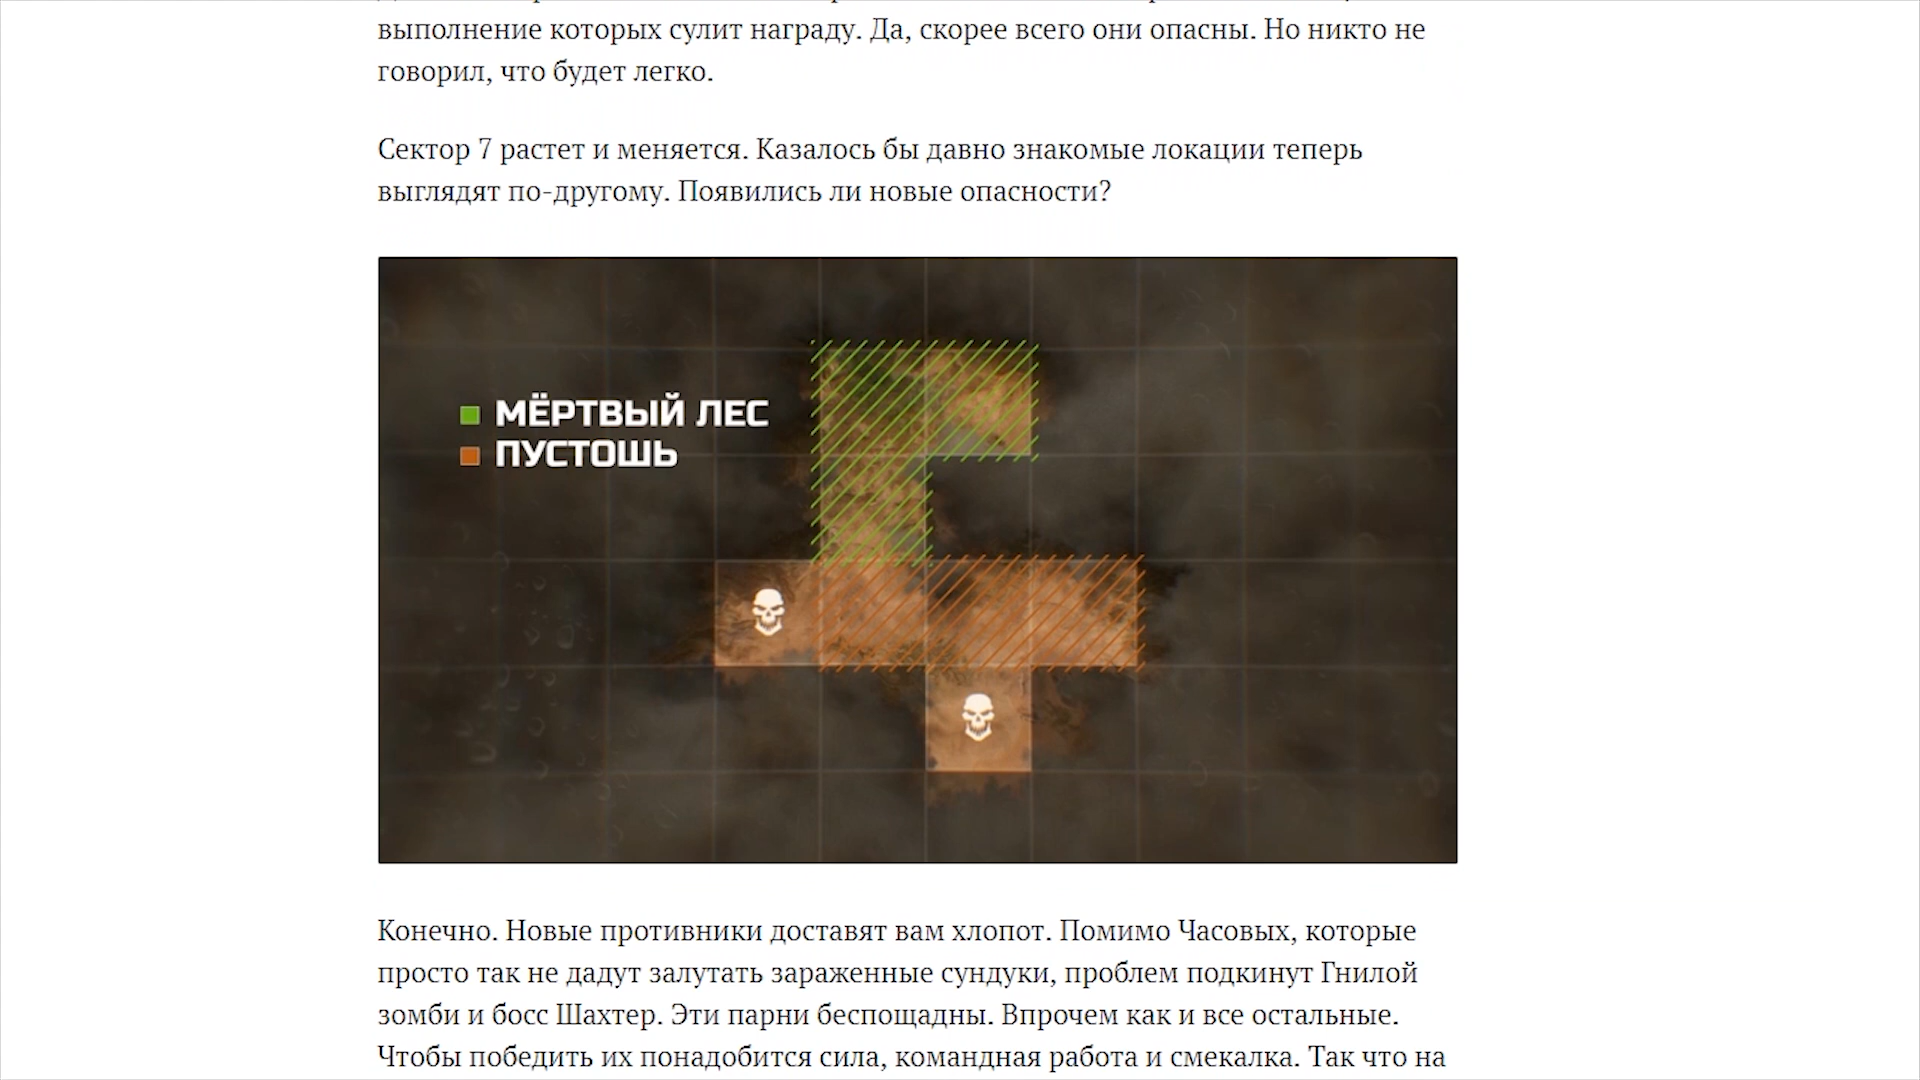 выполнение которых сулит награду. Да, скорее всего они опасны. Но никто не
говорил, что будет легко.
Сектор 7 растет и меняется. Казалось бы давно знакомые локации теперь
выглядят по-другому. Появились ли новые опасности?
МЁРТВЫЙ ЛЕС
ПУСТОШЬ
Конечно. Новые противники доставят вам хлопот. Помимо Часовых, которые
просто так не дадут залутать зараженные сундуки, проблем подкинут Гнилой
зомби и босс Шахтер. Эти парни беспощадны. Впрочем как и все остальные.
Чтобы победить их понадобится сила, командная работа и смекалка. Так что на